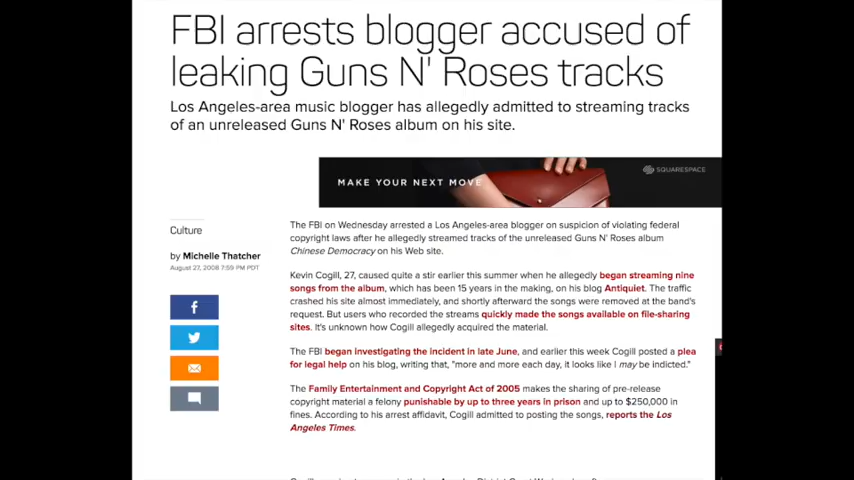 FBI arrests blogger accused of
leaking Guns N' Roses tracks
Los Angeles-area music blogger has allegedly admitted to streaming tracks
of an unreleased Guns N' Roses album on his site.
MAKE YOUR NEXT MOVE
SQUARESPACE
Culture
by Michelle Thatcher
August 27, 2008 7:59 PM PDT
The FBI on Wednesday arrested a Los Angeles-area blogger on suspicion of violating federal
copyright laws after he allegedly streamed tracks of the unreleased Guns N' Roses album
Chinese Democracy on his Web site.
Kevin Cogill, 27, caused quite a stir earlier this summer when he allegedly began streaming nine
songs from the album, which has been 15 years in the making, on his blog Antiquiet. The traffic
crashed his site almost immediately, and shortly afterward the songs were removed at the band's
request. But users who recorded the streams quickly made the songs available on file-sharing
sites. It's unknown how Cogill allegedly acquired the material.
The FBI began investigating the incident in late June, and earlier this week Cogill posted a plea
for legal help on his blog, writing that, "more and more each day, it looks like I may be indicted."
The Family Entertainment and Copyright Act of 2005 makes the sharing of pre-release
copyright material a felony punishable by up to three years in prison and up to $250,000 in
fines. According to his arrest affidavit, Cogill admitted to posting the songs, reports the Los
Angeles Times.